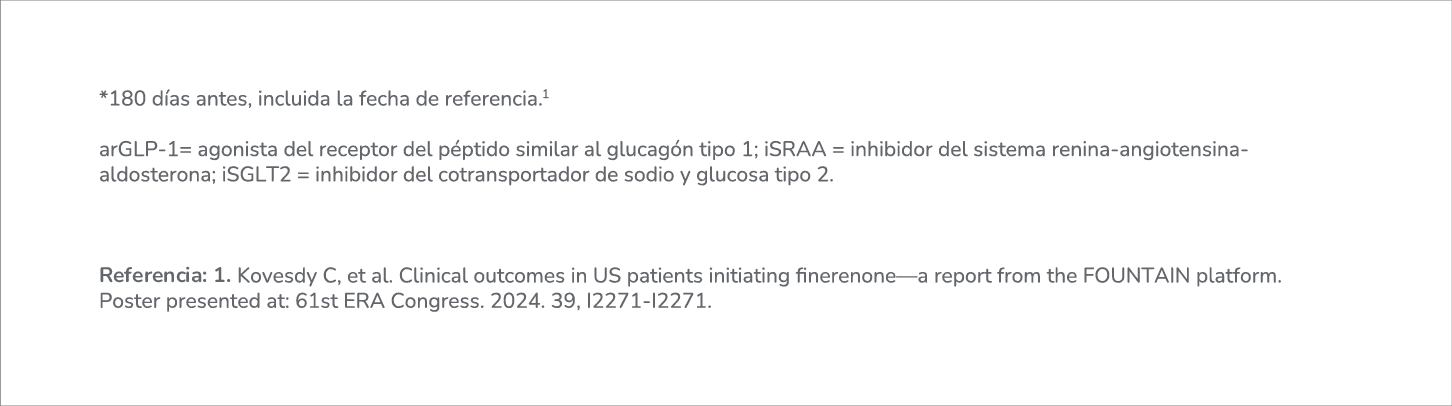 *180 días antes, incluida la fecha de referencia.¹
arGLP-1= agonista del receptor del péptido similar al glucagón tipo 1; iSRAA = inhibidor del sistema renina-angiotensina-
aldosterona; iSGLT2 = inhibidor del cotransportador de sodio y glucosa tipo 2.
Referencia: 1. Kovesdy C, et al. Clinical outcomes in US patients initiating finerenone—a report from the FOUNTAIN platform.
Poster presented at: 61st ERA Congress. 2024. 39, I2271-I2271.